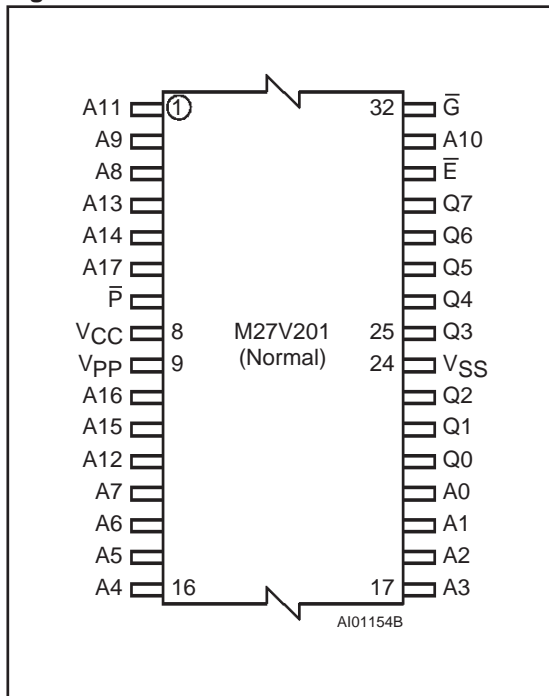 A11 1 32 G̅
A9 A10
A8 E̅
A13 Q7
A14 Q6
A17 Q5
P̅ Q4
VCC 8 M27V201 25 Q3
VPP 9 (Normal) 24 VSS
A16 Q2
A15 Q1
A12 Q0
A7 A0
A6 A1
A5 A2
A4 16 17 A3
AI01154B